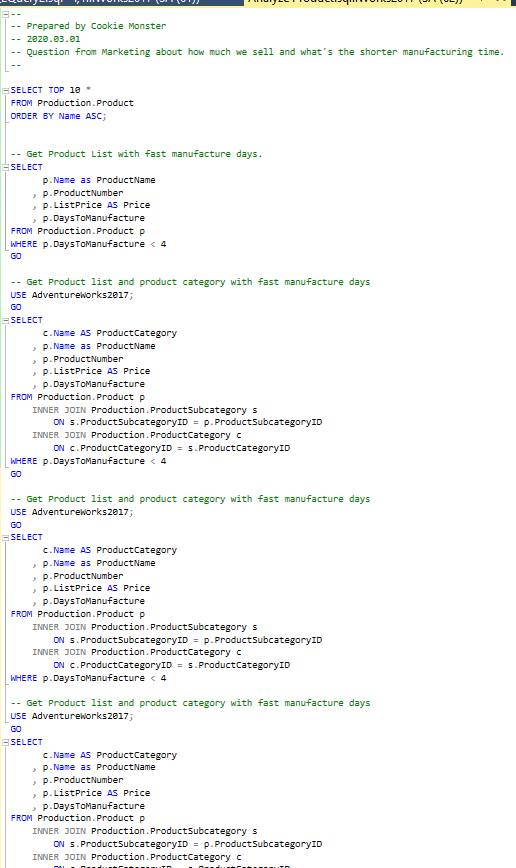 --
-- Prepared by Cookie Monster
-- 2020.03.01
-- Question from Marketing about how much we sell and what's the shorter manufacturing time.
--
SELECT TOP 10 *
FROM Production.Product
ORDER BY Name ASC;
-- Get Product List with fast manufacture days.
SELECT
p.Name as ProductName
, p.ProductNumber
, p.ListPrice AS Price
, p.DaysToManufacture
FROM Production.Product p
WHERE p.DaysToManufacture < 4
GO
-- Get Product list and product category with fast manufacture days
USE AdventureWorks2017;
GO
SELECT
c.Name AS ProductCategory
, p.Name as ProductName
, p.ProductNumber
, p.ListPrice AS Price
, p.DaysToManufacture
FROM Production.Product p
INNER JOIN Production.ProductSubcategory s
ON s.ProductSubcategoryID = p.ProductSubcategoryID
INNER JOIN Production.ProductCategory c
ON c.ProductCategoryID = s.ProductCategoryID
WHERE p.DaysToManufacture < 4
GO
-- Get Product list and product category with fast manufacture days
USE AdventureWorks2017;
GO
SELECT
c.Name AS ProductCategory
, p.Name as ProductName
, p.ProductNumber
, p.ListPrice AS Price
, p.DaysToManufacture
FROM Production.Product p
INNER JOIN Production.ProductSubcategory s
ON s.ProductSubcategoryID = p.ProductSubcategoryID
INNER JOIN Production.ProductCategory c
ON c.ProductCategoryID = s.ProductCategoryID
WHERE p.DaysToManufacture < 4
-- Get Product list and product category with fast manufacture days
USE AdventureWorks2017;
GO
SELECT
c.Name AS ProductCategory
, p.Name as ProductName
, p.ProductNumber
, p.ListPrice AS Price
, p.DaysToManufacture
FROM Production.Product p
INNER JOIN Production.ProductSubcategory s
ON s.ProductSubcategoryID = p.ProductSubcategoryID
INNER JOIN Production.ProductCategory c